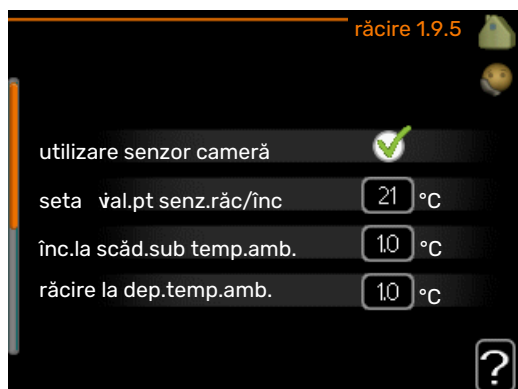 răcire 1.9.5
utilizare senzor cameră
seta val.pt senz.răc/înc 21 °C
înc.la scăd.sub temp.amb. 1.0 °C
răcire la dep.temp.amb. 1.0 °C
?